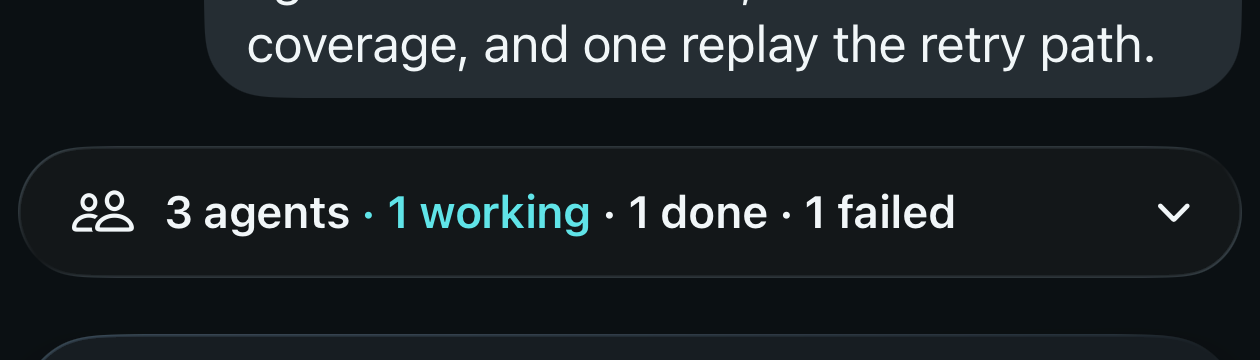 coverage, and one replay the retry path.
3 agents · 1 working · 1 done · 1 failed